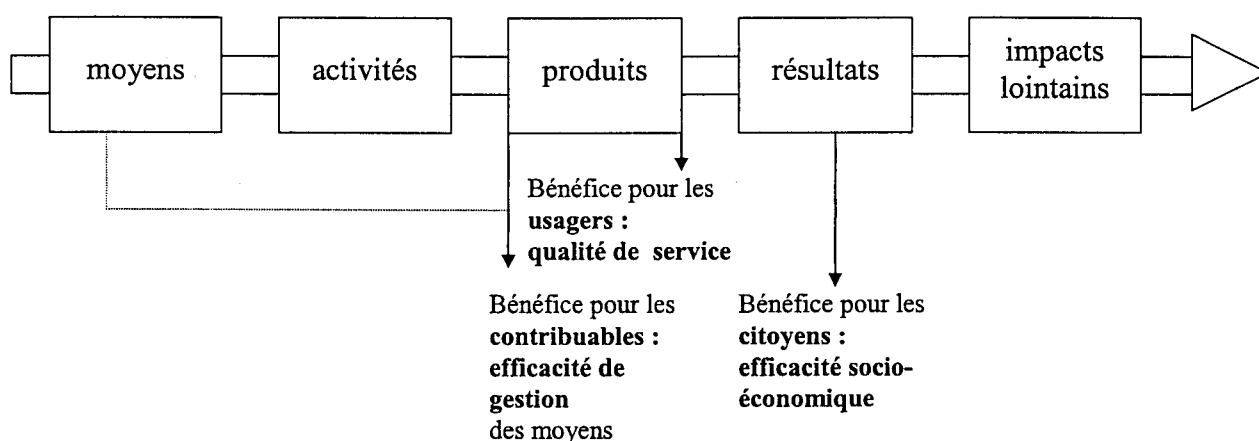 moyens
activités
produits
résultats
impacts
lointains
Bénéfice pour les
usagers :
qualité de service
Bénéfice pour les
contribuables :
efficacité de
gestion
des moyens
Bénéfice pour les
citoyens :
efficacité socio-
économique